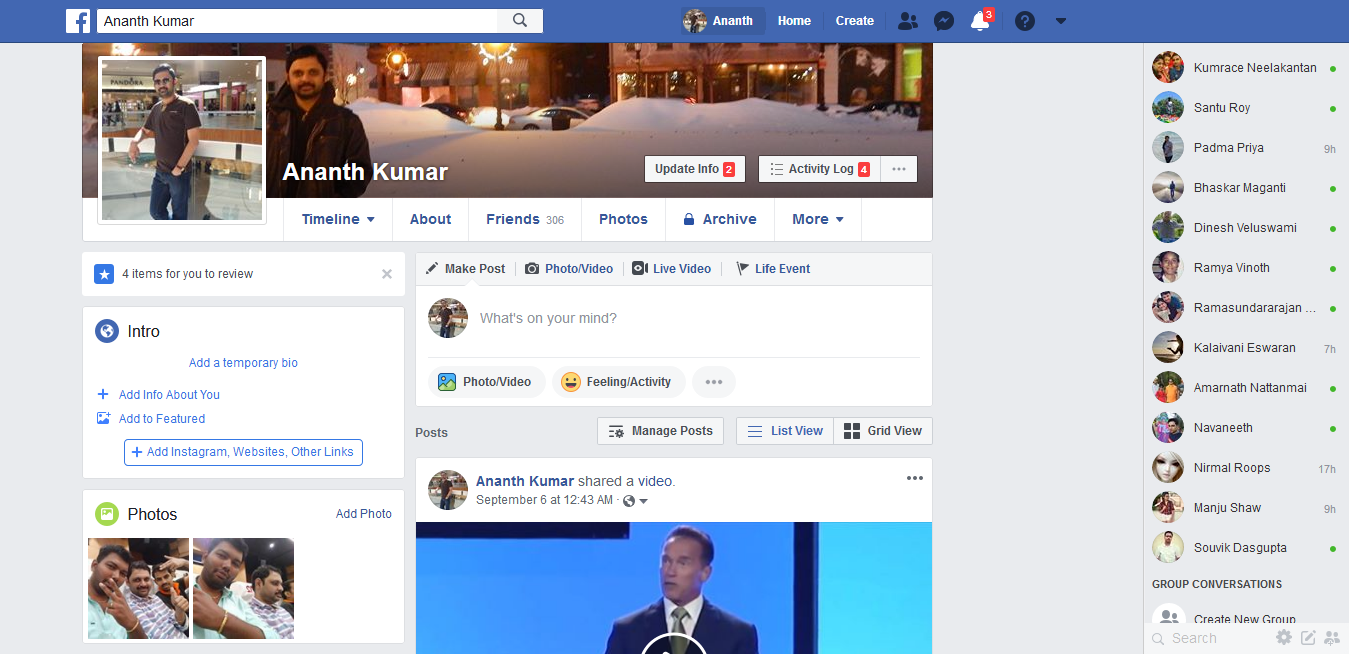 Ananth Kumar
Ananth
Home
Create
3
PANDORA
Ananth Kumar
Update Info 2
Activity Log 4
Timeline
About
Friends 306
Photos
Archive
More
4 items for you to review
Intro
Add a temporary bio
Add Info About You
Add to Featured
Add Instagram, Websites, Other Links
Photos
Add Photo
Make Post
Photo/Video
Live Video
Life Event
What's on your mind?
Photo/Video
Feeling/Activity
Posts
Manage Posts
List View
Grid View
Ananth Kumar shared a video.
September 6 at 12:43 AM ·
Kumrace Neelakantan
Santu Roy
Padma Priya 9h
Bhaskar Maganti
Dinesh Veluswami
Ramya Vinoth
Ramasundararajan ...
Kalaivani Eswaran 7h
Amarnath Nattanmai
Navaneeth
Nirmal Roops 17h
Manju Shaw 9h
Souvik Dasgupta
GROUP CONVERSATIONS
Create New Group
Search